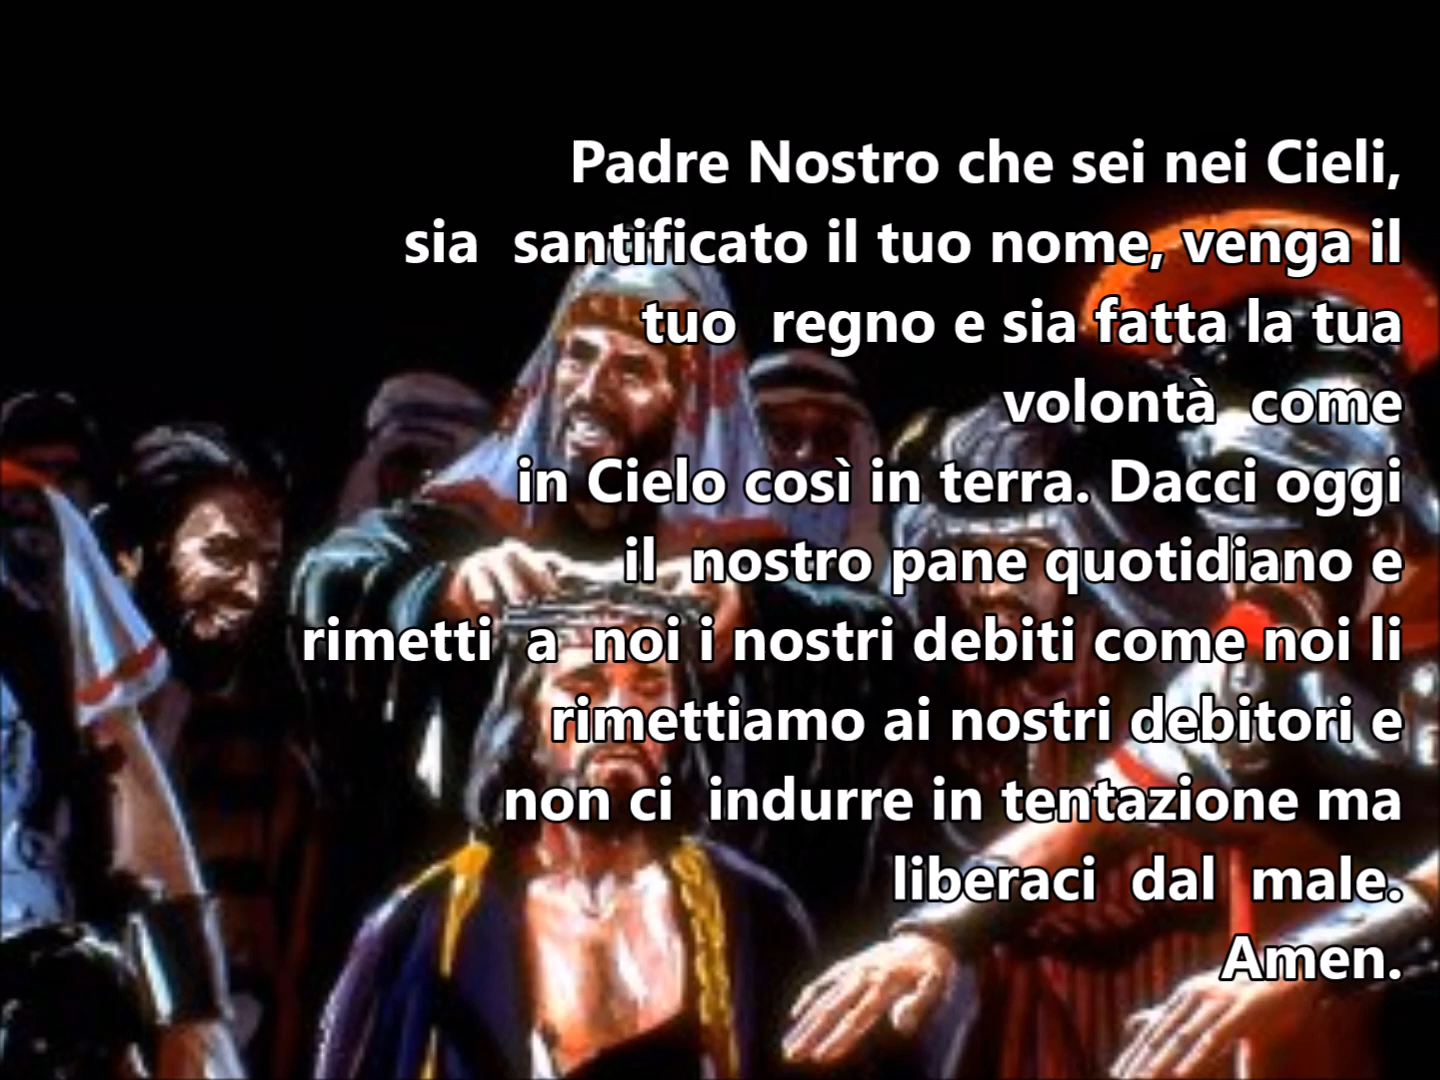 Padre Nostro che sei nei Cieli,
sia santificato il tuo nome, venga il
tuo regno e sia fatta la tua
volontà come
in Cielo così in terra. Dacci oggi
il nostro pane quotidiano e
rimetti a noi i nostri debiti come noi li
rimettiamo ai nostri debitori e
non ci indurre in tentazione ma
liberaci dal male.
Amen.